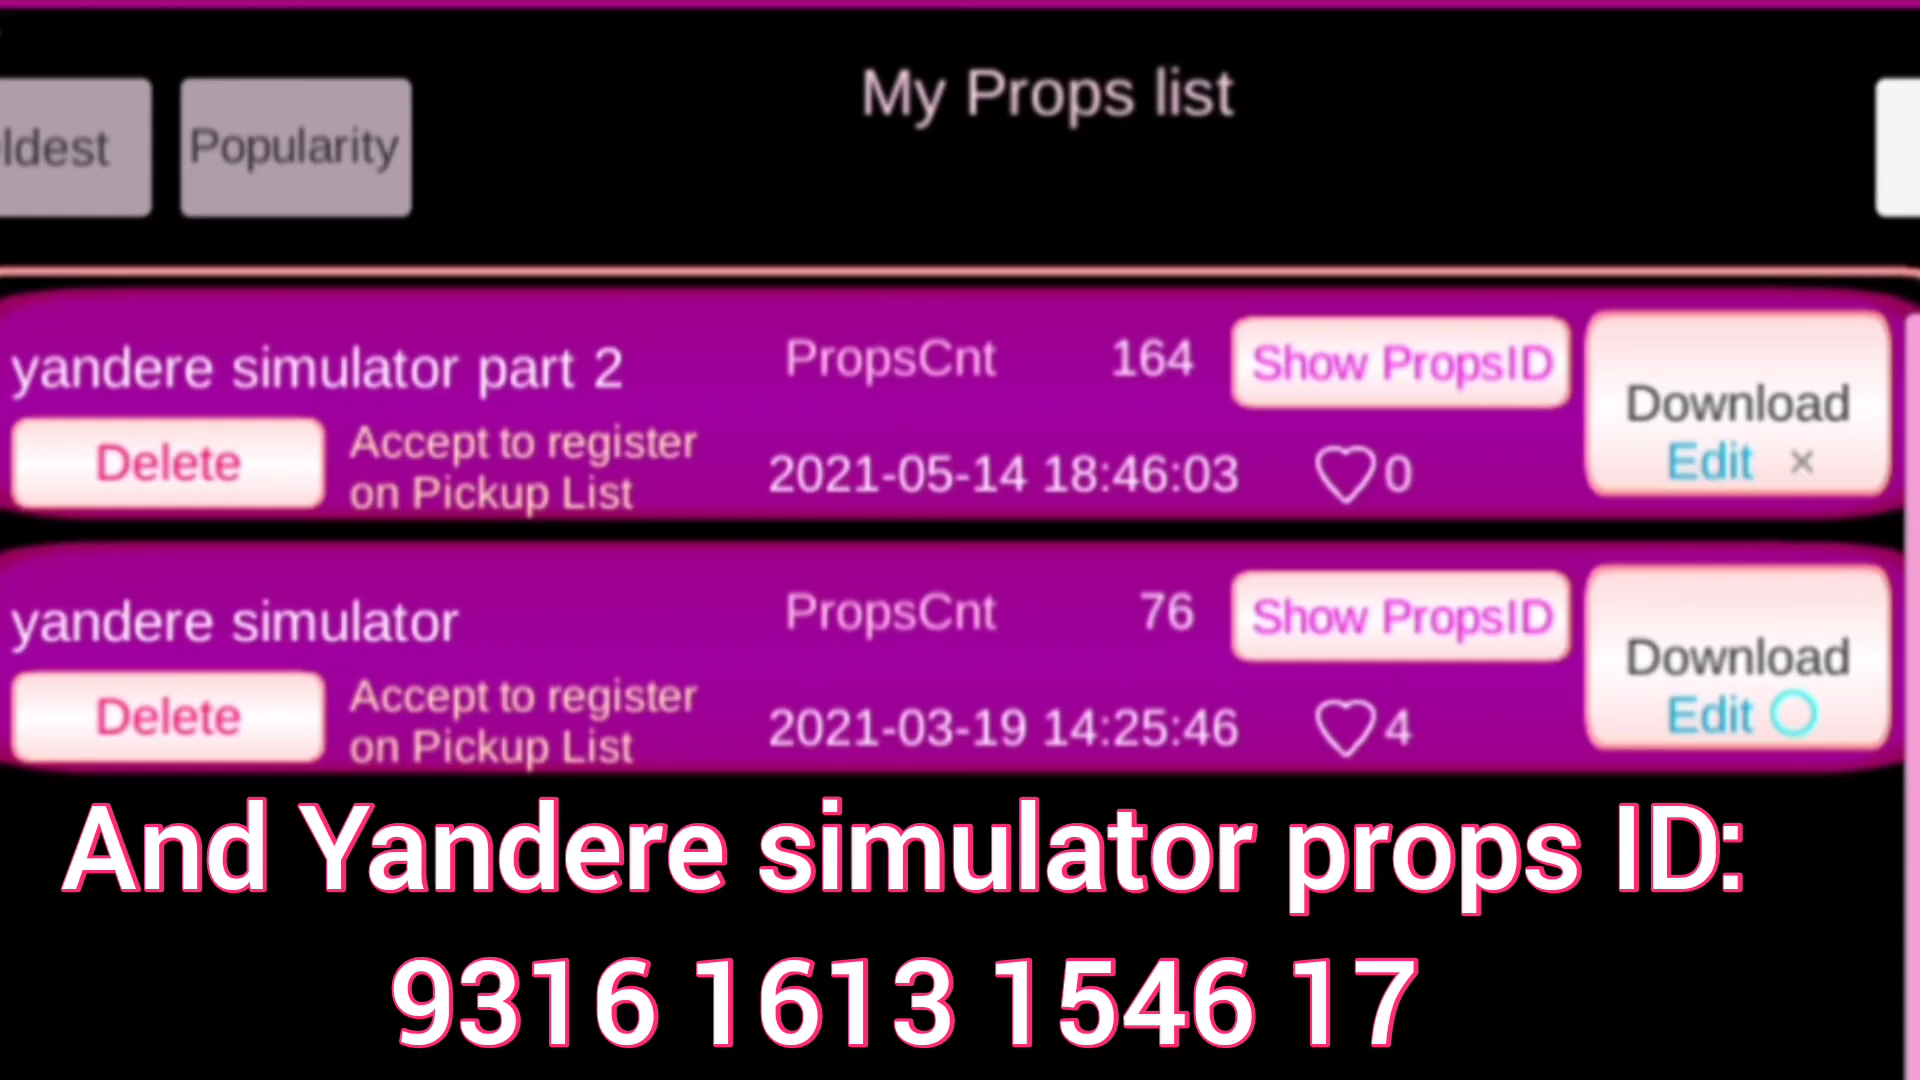 My Props list
ldest
Popularity
yandere simulator part 2
PropsCnt 164
Show PropsID
Download
Edit ×
Delete
Accept to register
on Pickup List
2021-05-14 18:46:03
0
yandere simulator
PropsCnt 76
Show PropsID
Download
Edit
Delete
Accept to register
on Pickup List
2021-03-19 14:25:46
4
And Yandere simulator props ID:
9316 1613 1546 17